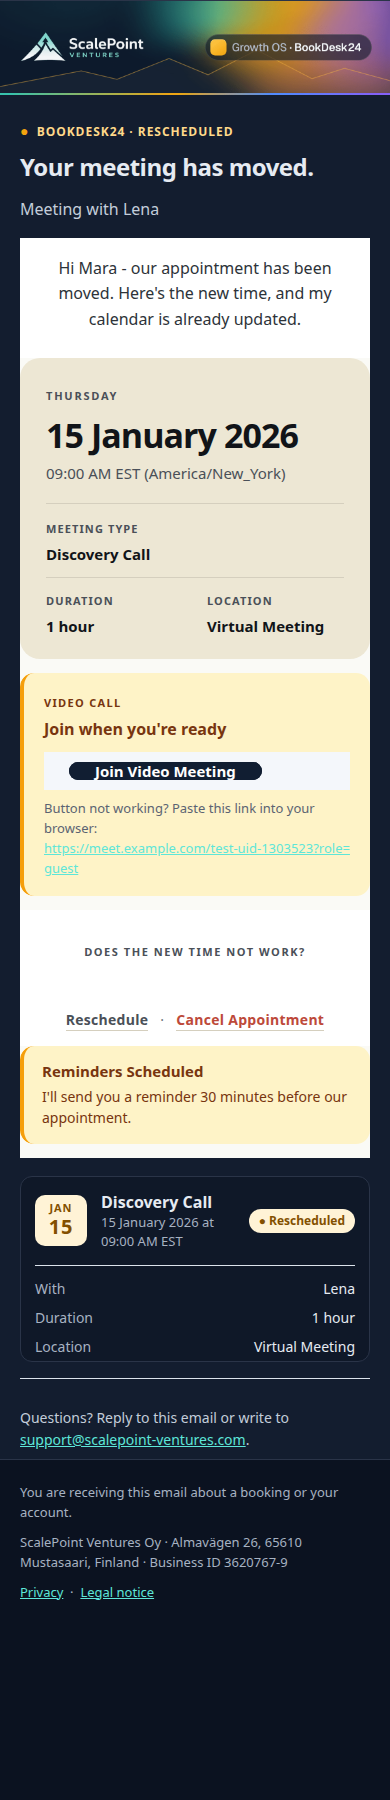 ScalePoint
VENTURES
Growth OS · BookDesk24
BOOKDESK24 · RESCHEDULED
Your meeting has moved.
Meeting with Lena
Hi Mara - our appointment has been
moved. Here's the new time, and my
calendar is already updated.
THURSDAY
15 January 2026
09:00 AM EST (America/New_York)
MEETING TYPE
Discovery Call
DURATION LOCATION
1 hour Virtual Meeting
VIDEO CALL
Join when you're ready
Join Video Meeting
Button not working? Paste this link into your
browser:
https://meet.example.com/test-uid-1303523?role=
guest
DOES THE NEW TIME NOT WORK?
Reschedule · Cancel Appointment
Reminders Scheduled
I'll send you a reminder 30 minutes before our
appointment.
JAN
15
Discovery Call
15 January 2026 at
09:00 AM EST
● Rescheduled
With Lena
Duration 1 hour
Location Virtual Meeting
Questions? Reply to this email or write to
support@scalepoint-ventures.com.
You are receiving this email about a booking or your
account.
ScalePoint Ventures Oy · Almavägen 26, 65610
Mustasaari, Finland · Business ID 3620767-9
Privacy · Legal notice